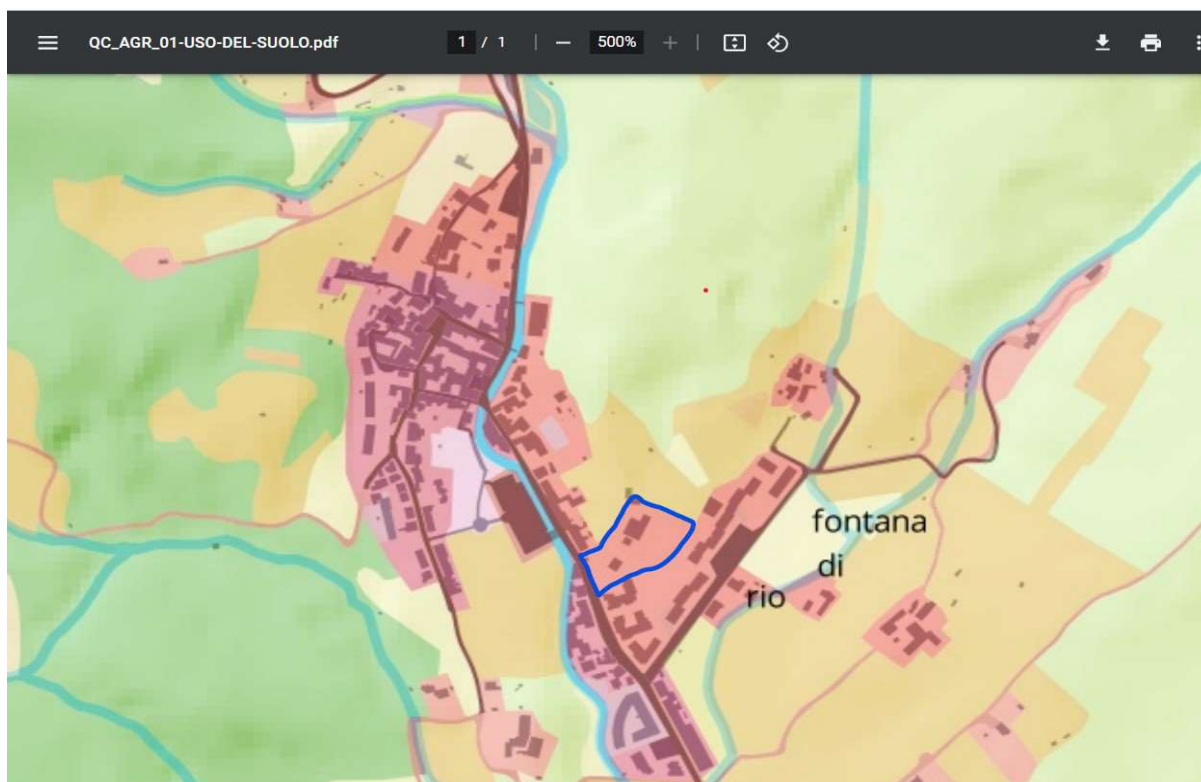 QC_AGR_01-USO-DEL-SUOLO.pdf
1 / 1
500%
fontana
di
rio